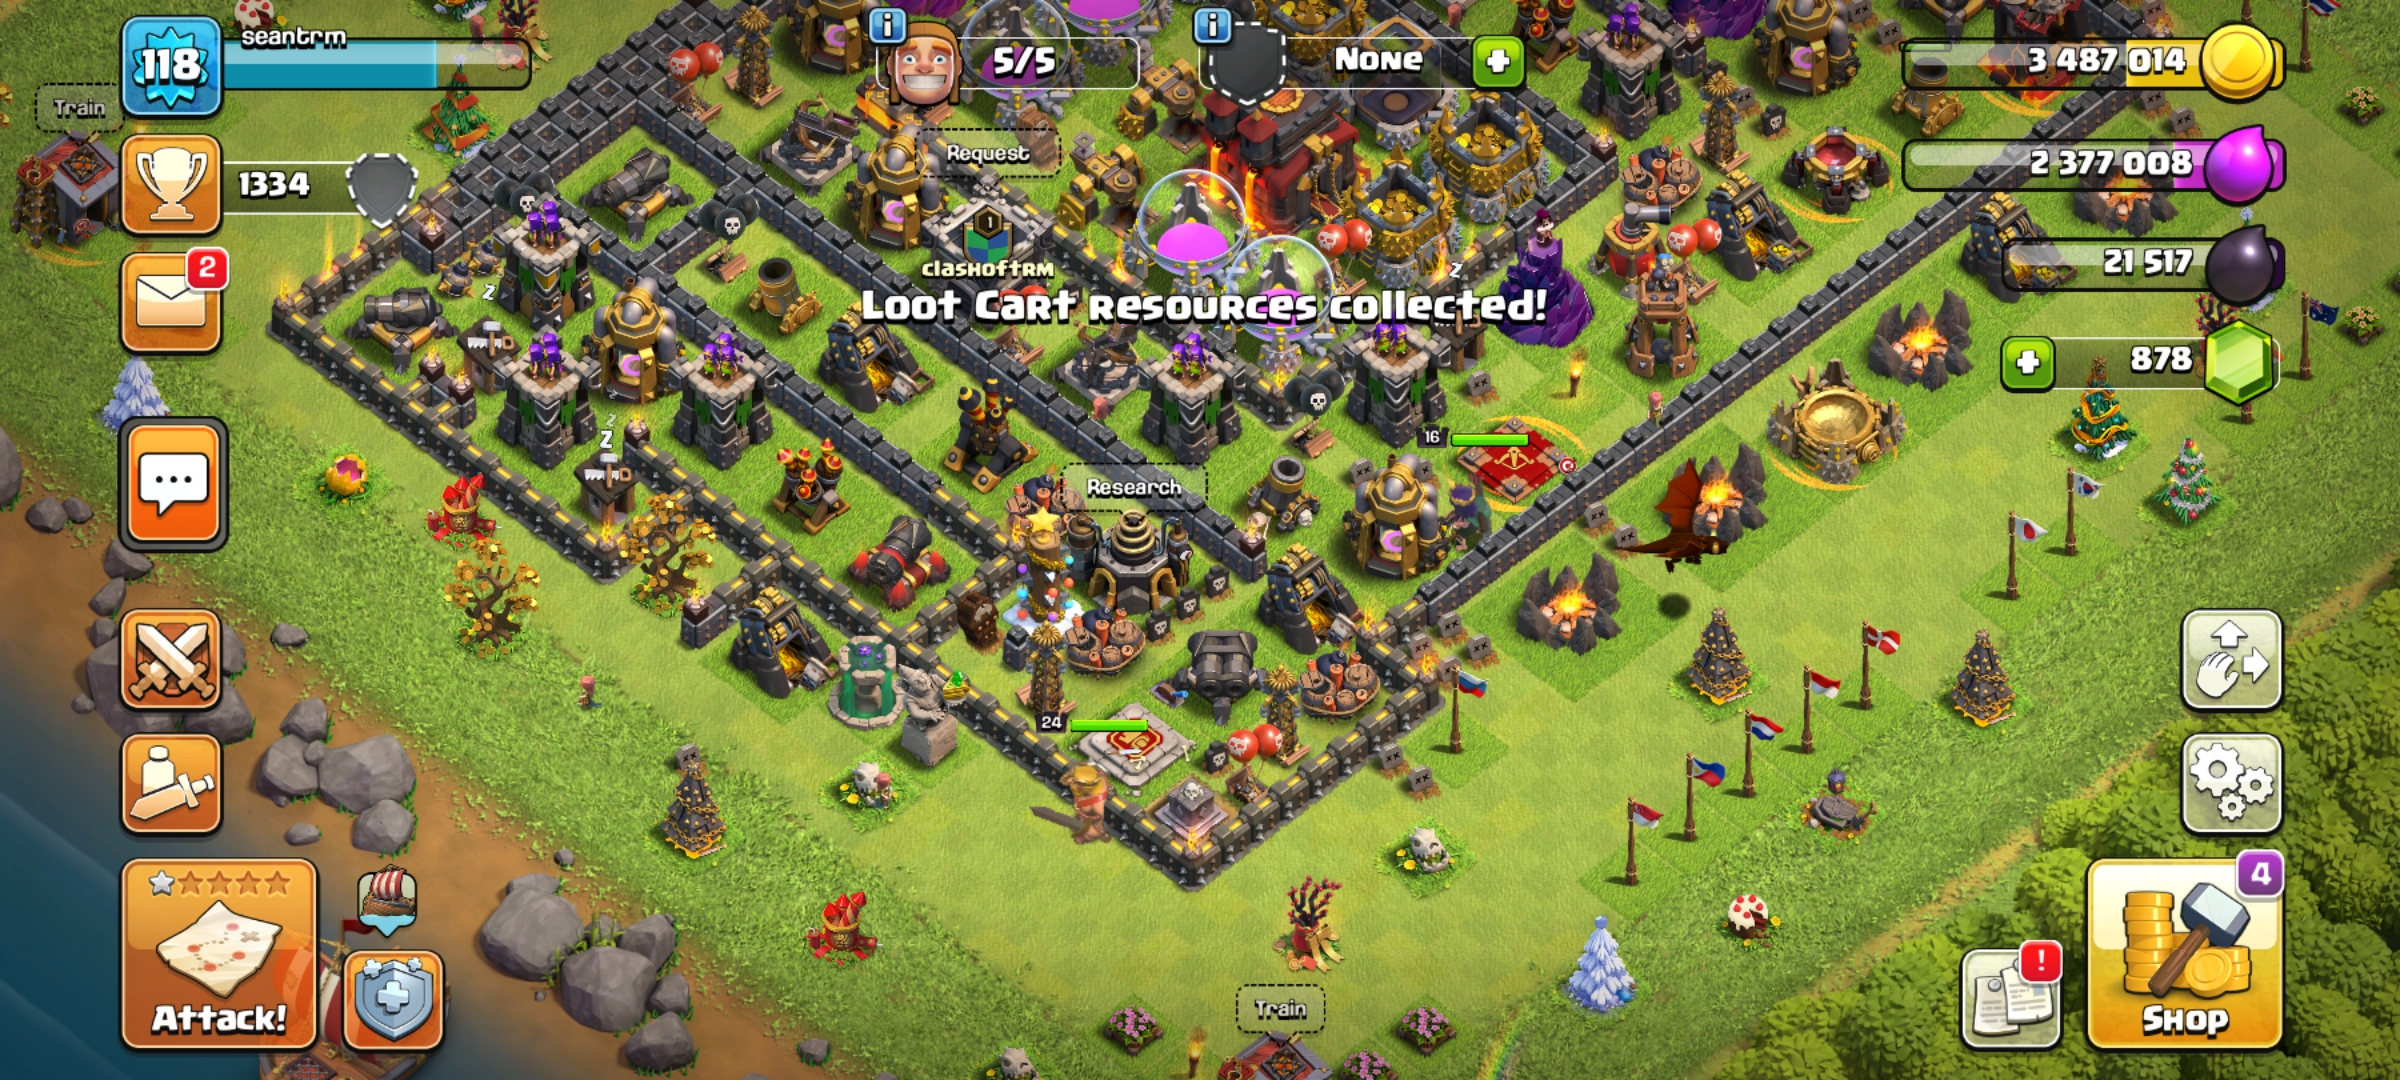 118
seantrm
5/5
None
3 487 014
Train
Request
2 377 008
1334
1
clashoftRM
21 517
2
Loot Cart resources collected!
878
16
Research
24
4
Attack!
Train
!
Shop